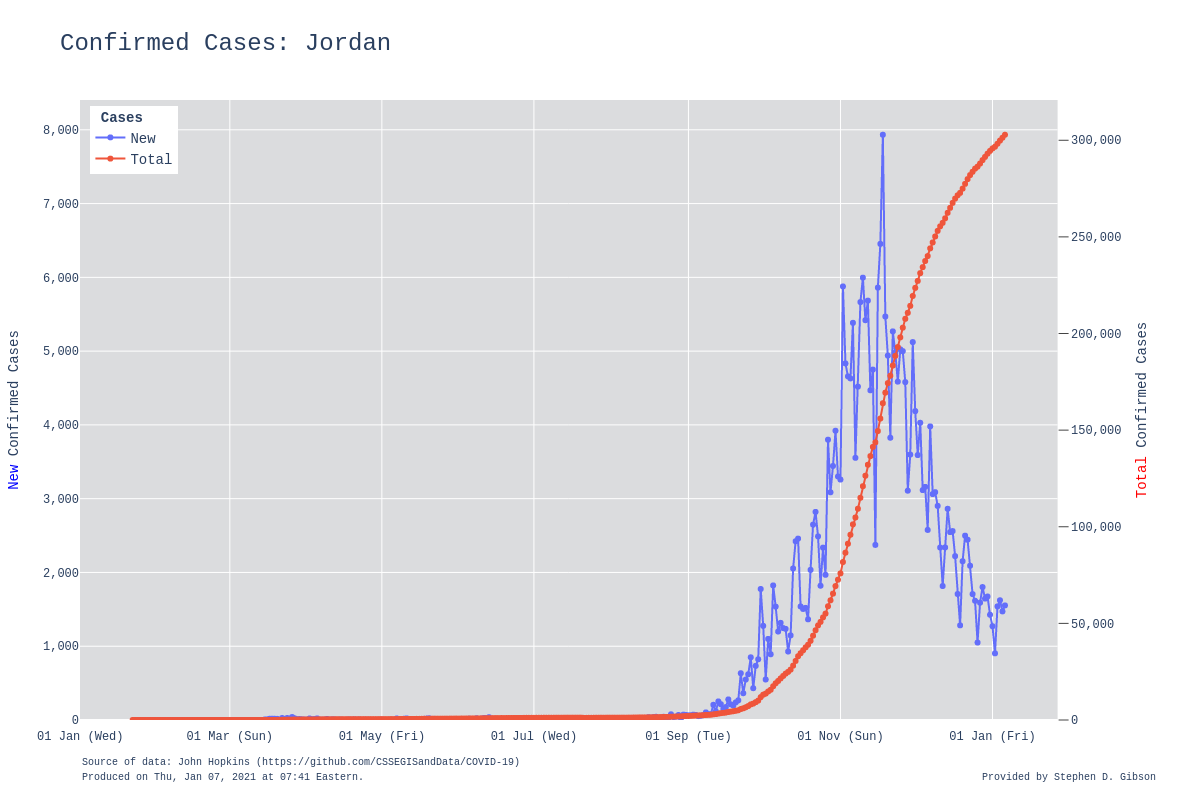 Confirmed Cases: Jordan
Cases
New
Total
8,000
7,000
6,000
5,000
4,000
3,000
2,000
1,000
0
New Confirmed Cases
300,000
250,000
200,000
150,000
100,000
50,000
0
Total Confirmed Cases
01 Jan (Wed) 01 Mar (Sun) 01 May (Fri) 01 Jul (Wed) 01 Sep (Tue) 01 Nov (Sun) 01 Jan (Fri)
Source of data: John Hopkins (https://github.com/CSSEGISandData/COVID-19)
Produced on Thu, Jan 07, 2021 at 07:41 Eastern.
Provided by Stephen D. Gibson